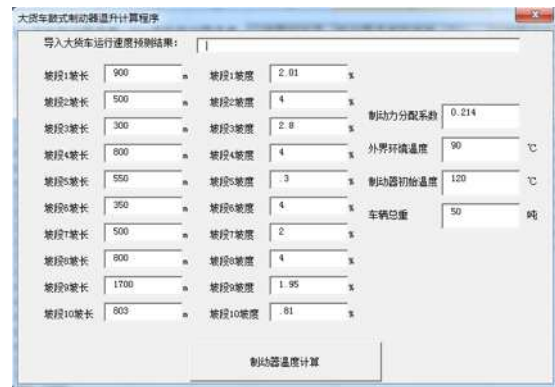 大货车鼓式制动器温升计算程序
导入大货车运行速度预测结果：
坡段1坡长 900 m 坡段1坡度 2.01 %
坡段2坡长 500 m 坡段2坡度 4 %
制动力分配系数 0.214
坡段3坡长 300 m 坡段3坡度 2.8 %
坡段4坡长 800 m 坡段4坡度 4 % 外界环境温度 90 ℃
坡段5坡长 550 m 坡段5坡度 .3 % 制动器初始温度 120 ℃
坡段6坡长 350 m 坡段6坡度 4 % 车辆总重 50 吨
坡段7坡长 500 m 坡段7坡度 2 %
坡段8坡长 800 m 坡段8坡度 4 %
坡段9坡长 1700 m 坡段9坡度 1.95 %
坡段10坡长 803 m 坡段10坡度 .81 %
制动器温度计算